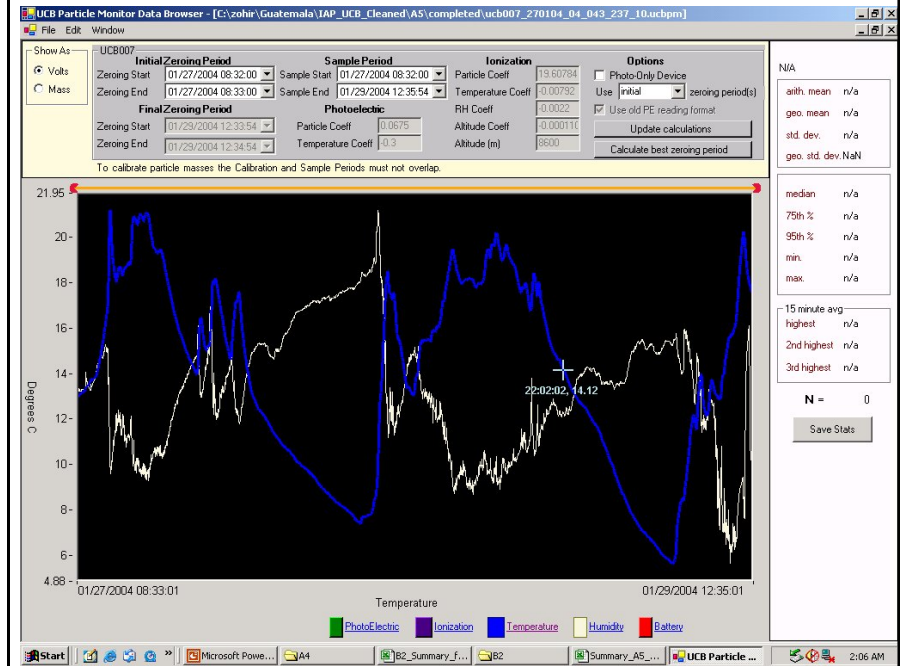 UCB Particle Monitor Data Browser - [C:\zohir\Guatemala\IAP_UCB_Cleaned\A5\completed\ucb007_270104_04_043_237_10.ucbpm]
File Edit Window
Show As
Volts
Mass
UCB007
Initial Zeroing Period
Zeroing Start 01/27/2004 08:32:00
Zeroing End 01/27/2004 08:33:00
Final Zeroing Period
Zeroing Start 01/29/2004 12:33:54
Zeroing End 01/29/2004 12:34:54
Sample Period
Sample Start 01/27/2004 08:32:00
Sample End 01/29/2004 12:35:54
Photoelectric
Particle Coeff 0.0675
Temperature Coeff -0.3
Ionization
Particle Coeff 19.60784
Temperature Coeff -0.00792
RH Coeff -0.0022
Altitude Coeff -0.000110
Altitude (m) 8600
Options
Photo-Only Device
Use initial zeroing period(s)
Use old PE reading format
Update calculations
Calculate best zeroing period
To calibrate particle masses the Calibration and Sample Periods must not overlap.
N/A
arith. mean n/a
geo. mean n/a
std. dev. n/a
geo. std. dev. NaN
median n/a
75th % n/a
95th % n/a
min. n/a
max. n/a
15 minute avg
highest n/a
2nd highest n/a
3rd highest n/a
N = 0
Save Stats
21.95
20-
18-
16-
14-
12-
10-
8-
6-
4.88 -
Degrees C
22:02:02, 14.12
01/27/2004 08:33:01
01/29/2004 12:35:01
Temperature
PhotoElectric
Ionization
Temperature
Humidity
Battery
Start
»
Microsoft Powe...
A4
B2_Summary_f...
B2
Summary_A5_...
UCB Particle ...
2:06 AM